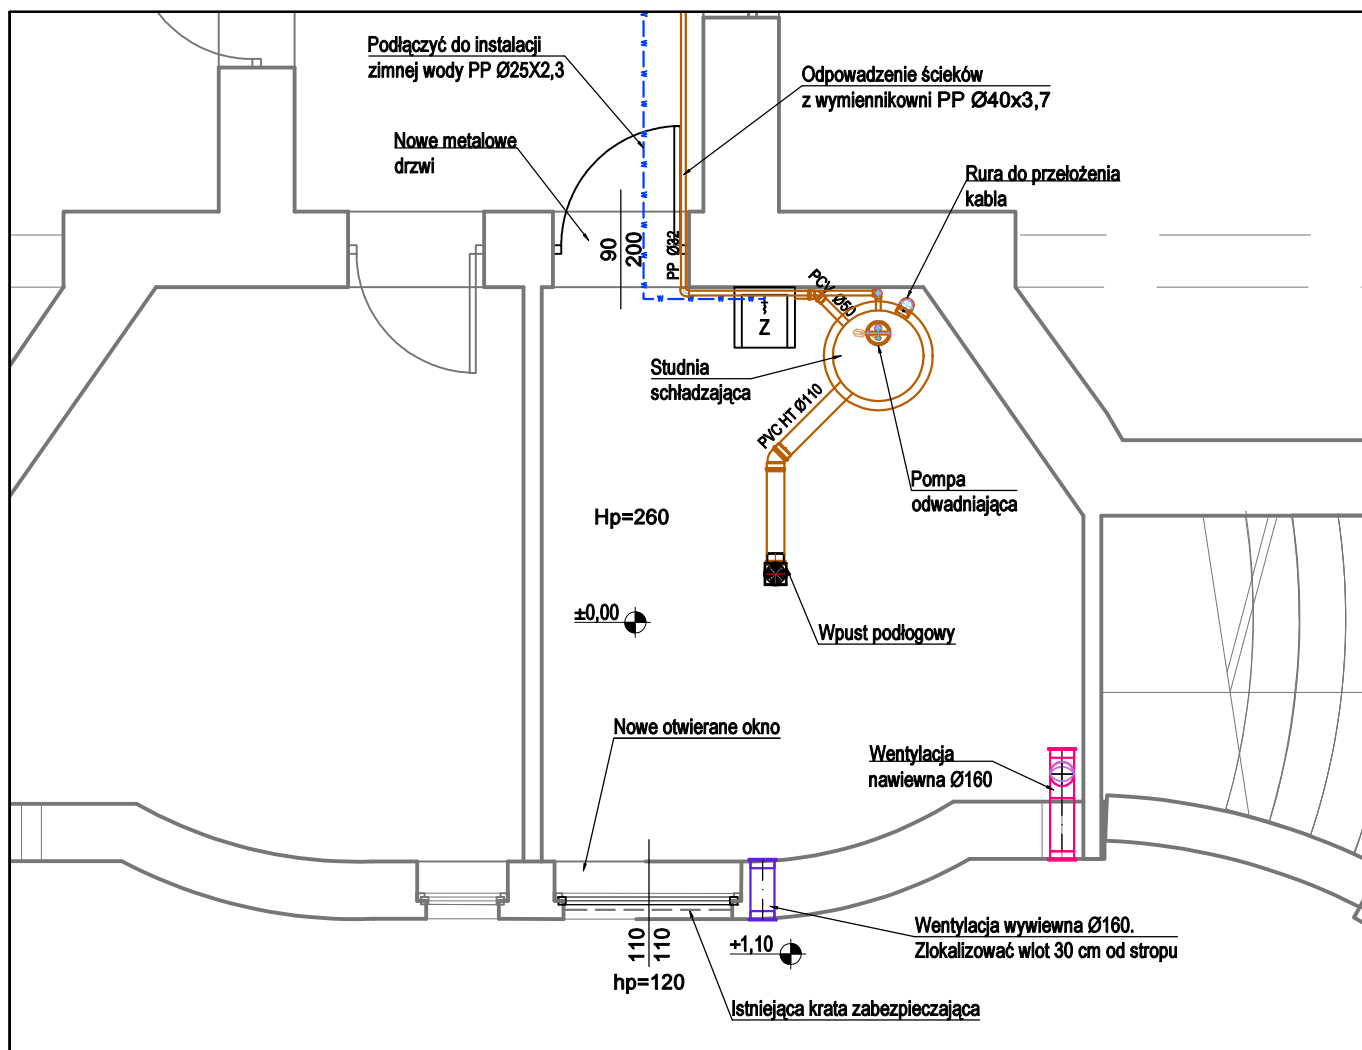 Podłączyć do instalacji
zimnej wody PP Ø25X2,3
Odpowadzenie ścieków
z wymiennikowni PP Ø40x3,7
Nowe metalowe
drzwi
Rura do przełożenia
kabla
90
200
PP Ø32
PCV Ø50
w w w w w w w w w w w w
w w w w
Z
Studnia
schładzająca
PVC HT Ø110
Pompa
odwadniająca
Hp=260
±0,00
Wpust podłogowy
Nowe otwierane okno
Wentylacja
nawiewna Ø160
Wentylacja wywiewna Ø160.
Zlokalizować wlot 30 cm od stropu
110
110
+1,10
hp=120
Istniejąca krata zabezpieczająca